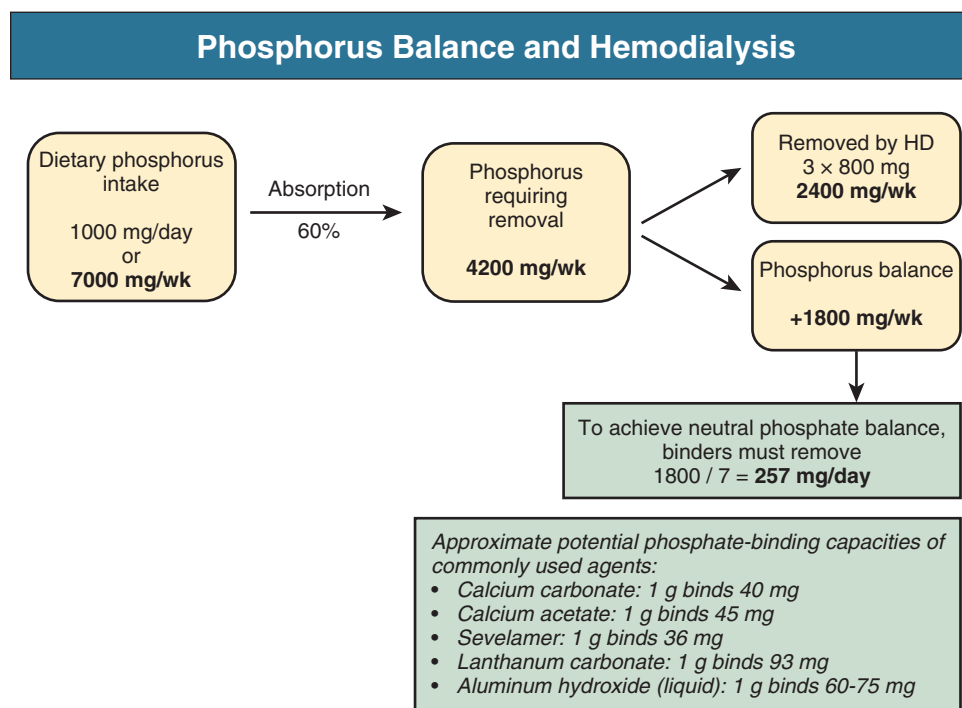 Phosphorus Balance and Hemodialysis
Dietary phosphorus
intake
1000 mg/day
or
7000 mg/wk
Absorption
60%
Phosphorus
requiring
removal
4200 mg/wk
Removed by HD
3 × 800 mg
2400 mg/wk
Phosphorus balance
+1800 mg/wk
To achieve neutral phosphate balance,
binders must remove
1800 / 7 = 257 mg/day
Approximate potential phosphate-binding capacities of
commonly used agents:
• Calcium carbonate: 1 g binds 40 mg
• Calcium acetate: 1 g binds 45 mg
• Sevelamer: 1 g binds 36 mg
• Lanthanum carbonate: 1 g binds 93 mg
• Aluminum hydroxide (liquid): 1 g binds 60-75 mg